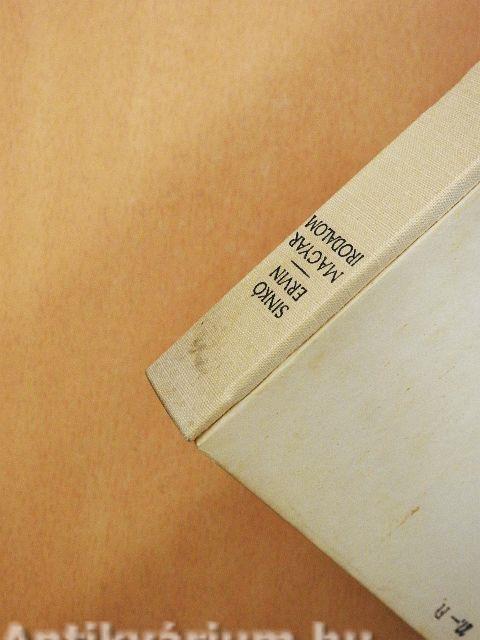 SINKÓ
ERVIN
MAGYAR
IRODALOM
Antikvárium.hu